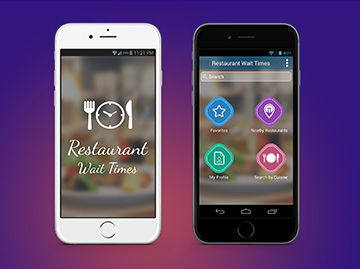 11:21 PM
Restaurant
Wait Times
4:21
Restaurant Wait Times
Search
Favorites
Nearby Restaurants
My Profile
Search by Cuisine